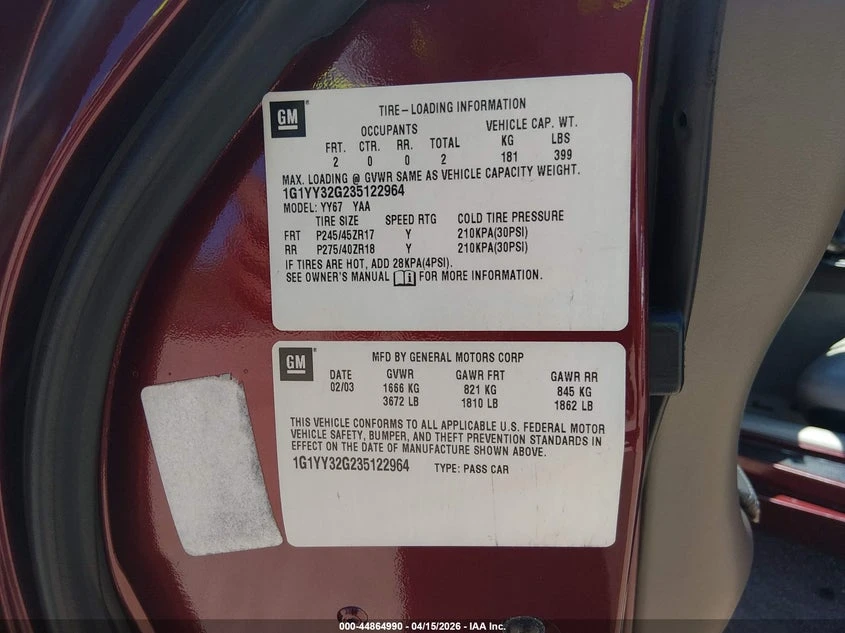 GM
TIRE-LOADING INFORMATION
OCCUPANTS VEHICLE CAP. WT.
FRT. CTR. RR. TOTAL KG LBS
2 0 0 2 181 399
MAX. LOADING @ GVWR SAME AS VEHICLE CAPACITY WEIGHT.
1G1YY32G235122964
MODEL: YY67 YAA
TIRE SIZE SPEED RTG COLD TIRE PRESSURE
FRT P245/45ZR17 Y 210KPA(30PSI)
RR P275/40ZR18 Y 210KPA(30PSI)
IF TIRES ARE HOT, ADD 28KPA(4PSI).
SEE OWNER'S MANUAL FOR MORE INFORMATION.
GM
MFD BY GENERAL MOTORS CORP
DATE GVWR GAWR FRT GAWR RR
02/03 1666 KG 821 KG 845 KG
3672 LB 1810 LB 1862 LB
THIS VEHICLE CONFORMS TO ALL APPLICABLE U.S. FEDERAL MOTOR
VEHICLE SAFETY, BUMPER, AND THEFT PREVENTION STANDARDS IN
EFFECT ON THE DATE OF MANUFACTURE SHOWN ABOVE.
1G1YY32G235122964 TYPE: PASS CAR
000-44864990 - 04/15/2026 - IAA Inc.